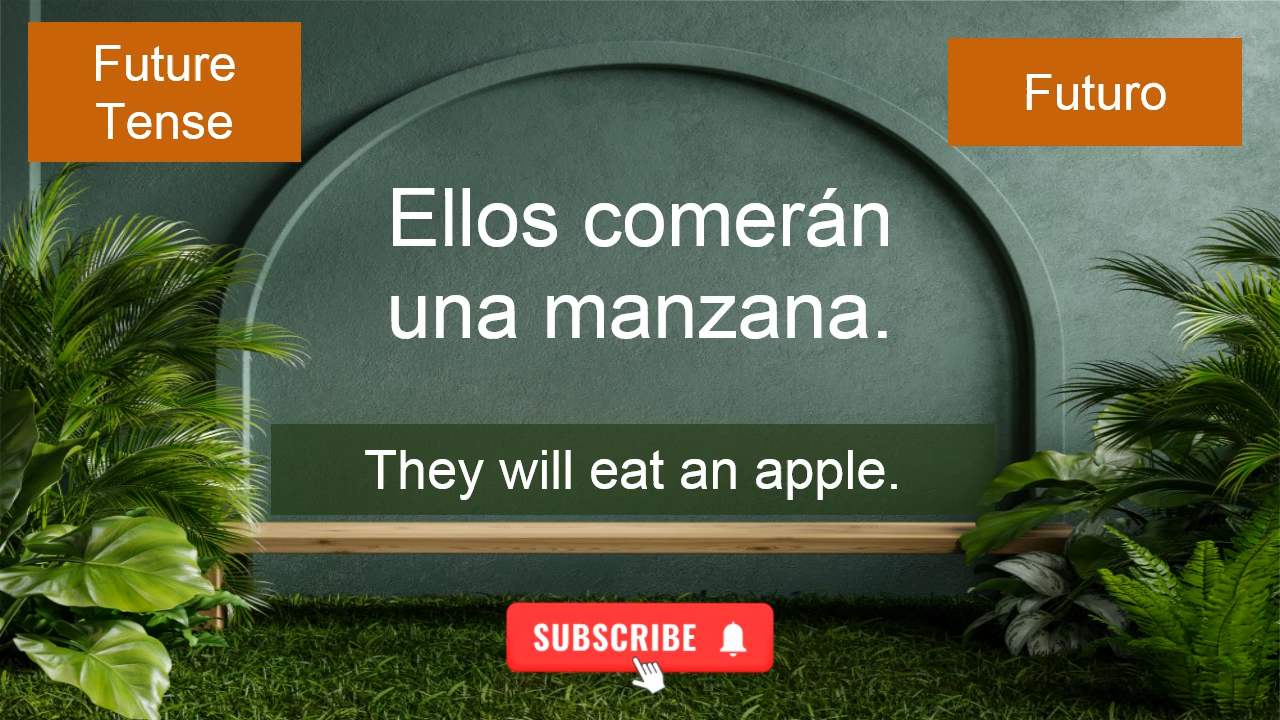 Future
Tense
Futuro
Ellos comerán
una manzana.
They will eat an apple.
SUBSCRIBE